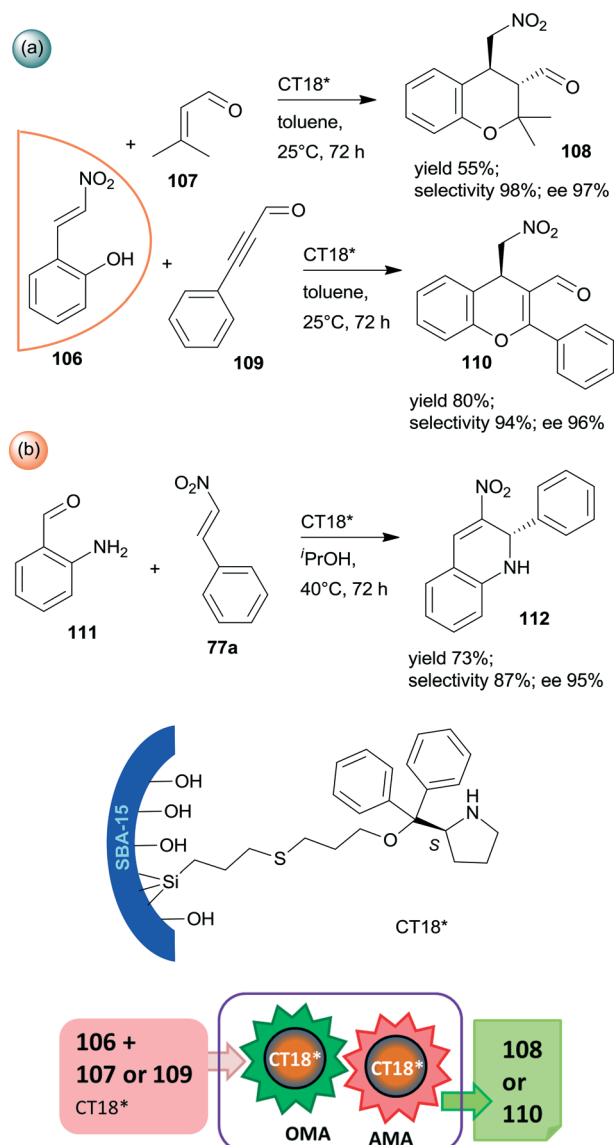 (a)
NO₂
CT18*
O
+
toluene,
25°C, 72 h
O
107
108
NO₂
yield 55%;
selectivity 98%; ee 97%
O
OH
+
CT18*
NO₂
toluene,
25°C, 72 h
O
106
109
O
110
yield 80%;
selectivity 94%; ee 96%
(b)
O
O₂N
NO₂
CT18*
NH₂
+
ⁱPrOH,
40°C, 72 h
NH
111
77a
112
yield 73%;
selectivity 87%; ee 95%
SBA-15
OH
OH
OH
Si
OH
S
O
H
N
S
CT18*
106 +
107 or 109
CT18*
CT18*
CT18*
OMA
AMA
108
or
110